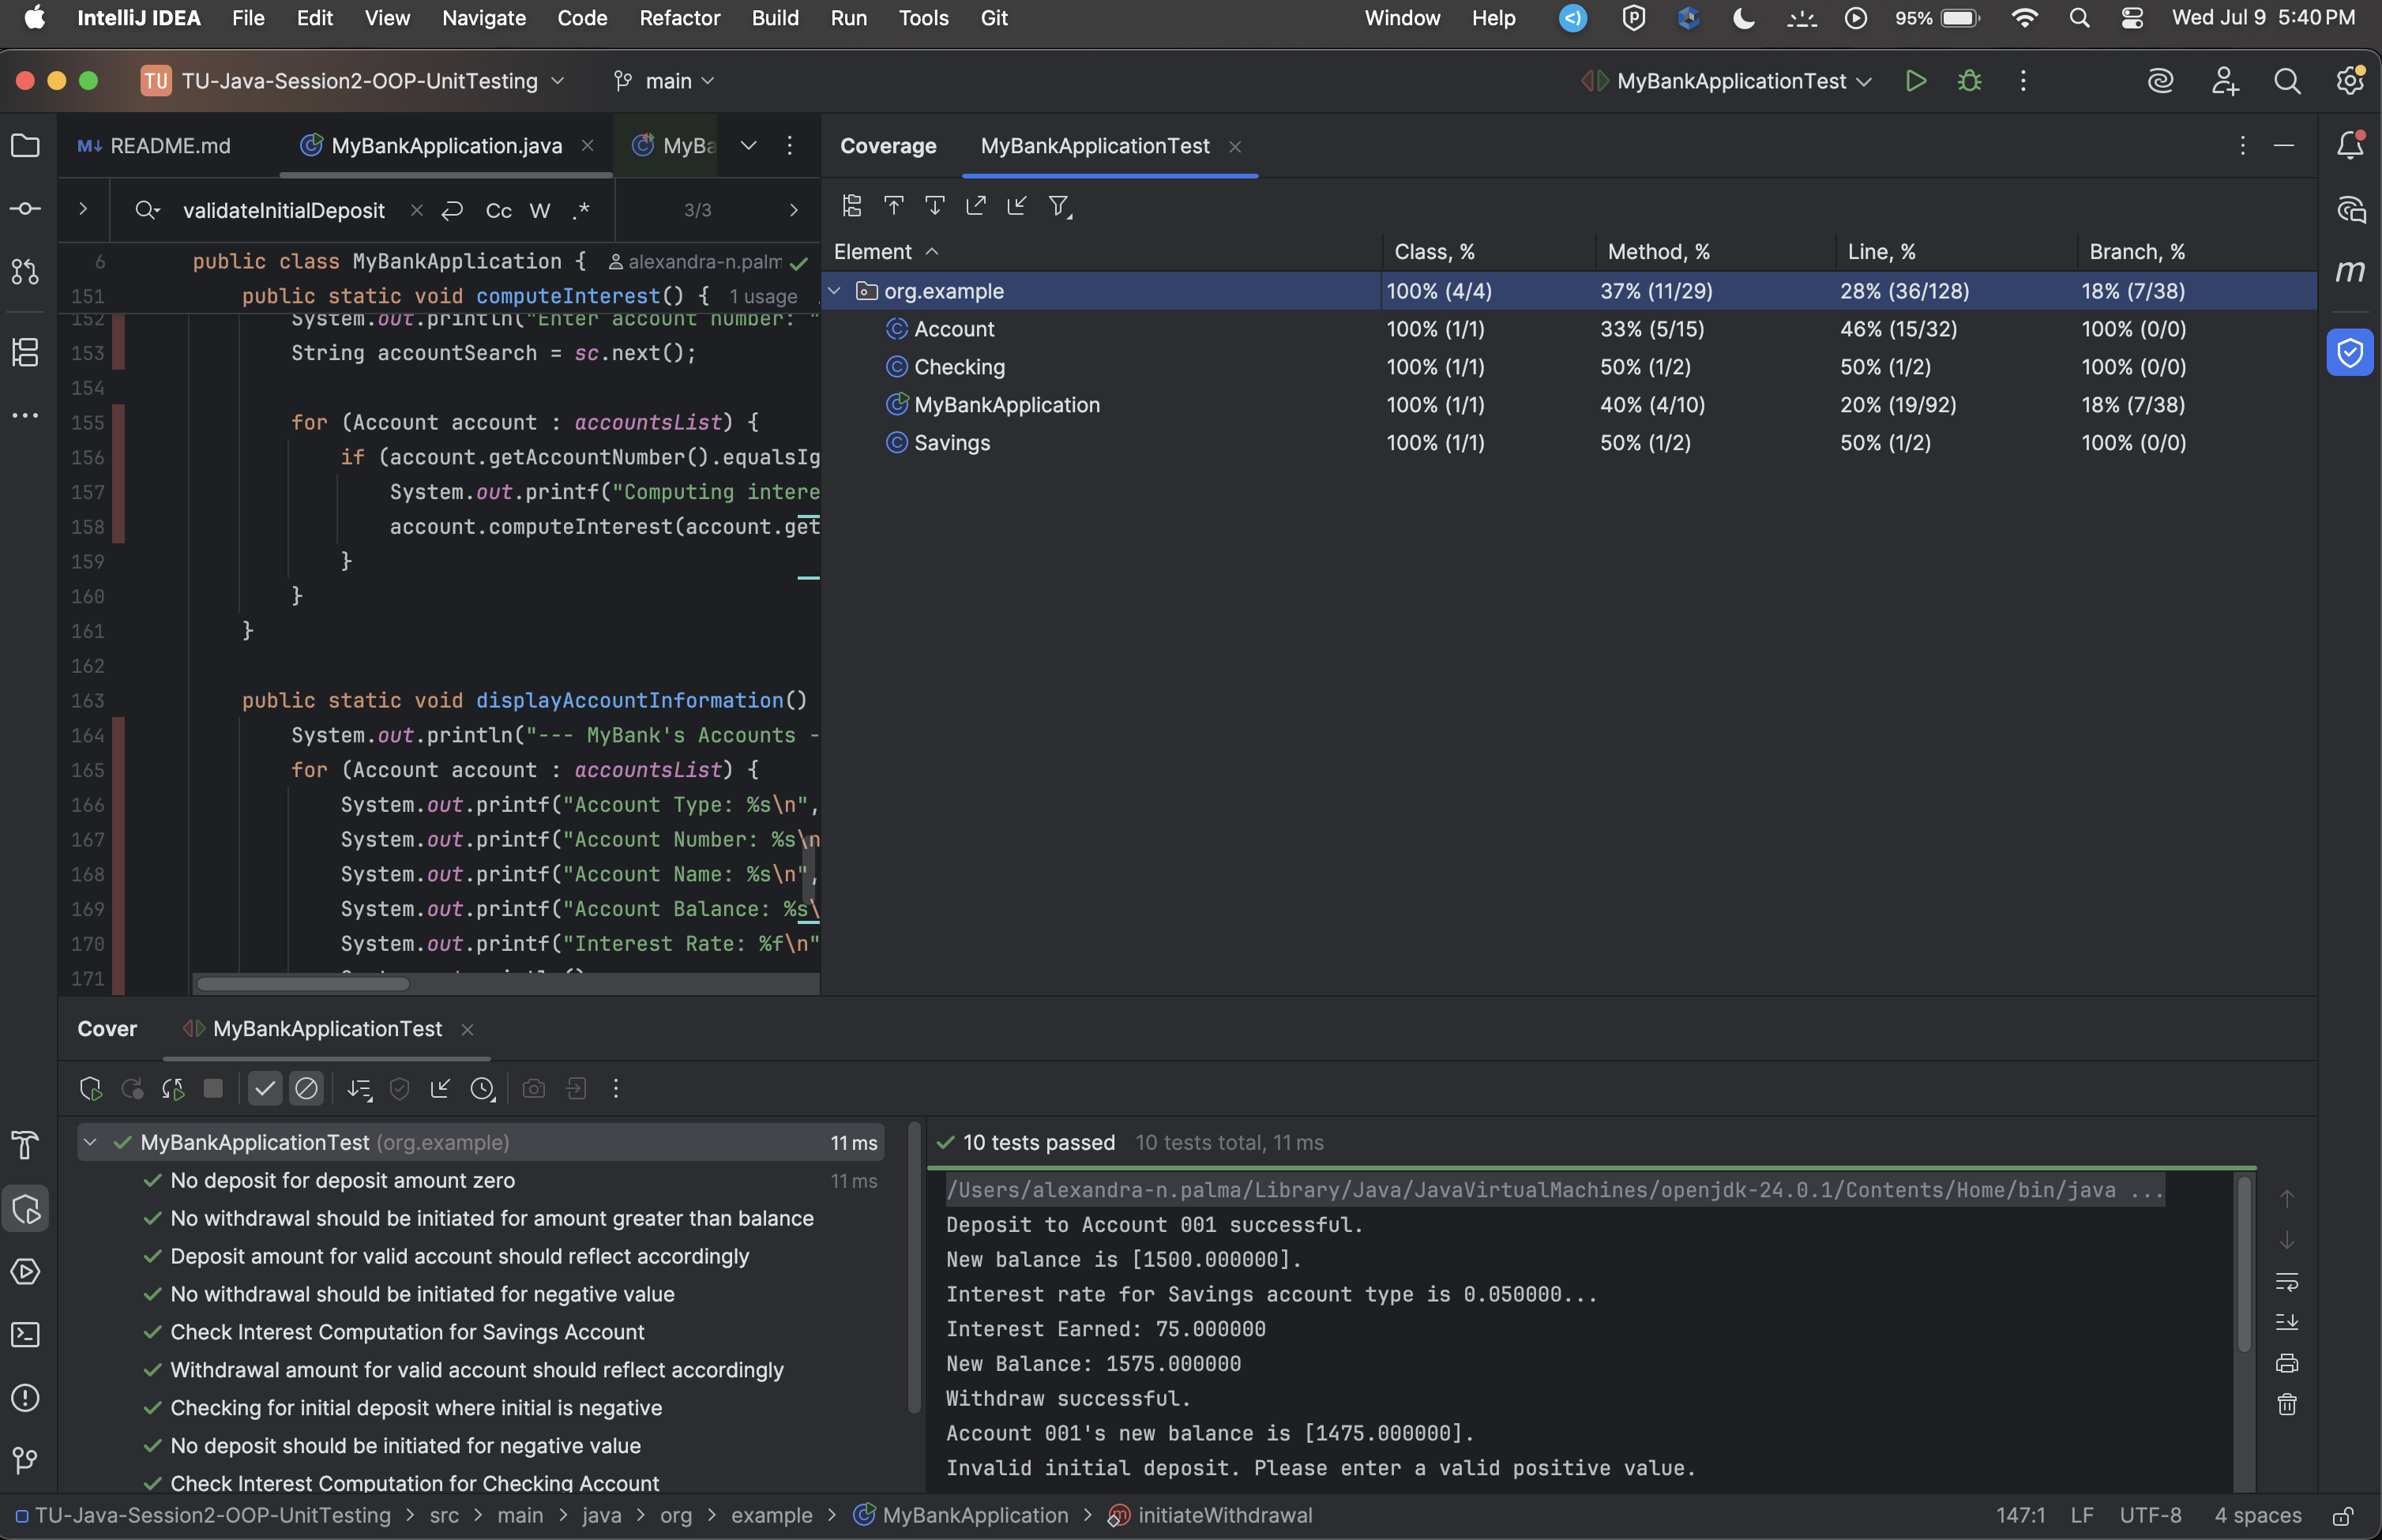 IntelliJ IDEA File Edit View Navigate Code Refactor Build Run Tools Git Window Help 95% Wed Jul 9 5:40 PM
TU TU-Java-Session2-OOP-UnitTesting main MyBankApplicationTest
M↓ README.md MyBankApplication.java MyBa
validateInitialDeposit Cc W .* 3/3
6 public class MyBankApplication { alexandra-n.palm
151 public static void computeInterest() { 1 usage
152 System.out.println("Enter account number: "
153 String accountSearch = sc.next();
154
155 for (Account account : accountsList) {
156 if (account.getAccountNumber().equalsIg
157 System.out.printf("Computing intere
158 account.computeInterest(account.get
159 }
160 }
161 }
162
163 public static void displayAccountInformation()
164 System.out.println("--- MyBank's Accounts -
165 for (Account account : accountsList) {
166 System.out.printf("Account Type: %s\n",
167 System.out.printf("Account Number: %s\n
168 System.out.printf("Account Name: %s\n",
169 System.out.printf("Account Balance: %s\
170 System.out.printf("Interest Rate: %f\n"
171
Coverage MyBankApplicationTest
Element Class, % Method, % Line, % Branch, %
org.example 100% (4/4) 37% (11/29) 28% (36/128) 18% (7/38)
Account 100% (1/1) 33% (5/15) 46% (15/32) 100% (0/0)
Checking 100% (1/1) 50% (1/2) 50% (1/2) 100% (0/0)
MyBankApplication 100% (1/1) 40% (4/10) 20% (19/92) 18% (7/38)
Savings 100% (1/1) 50% (1/2) 50% (1/2) 100% (0/0)
m
Cover MyBankApplicationTest
MyBankApplicationTest (org.example) 11 ms
No deposit for deposit amount zero 11 ms
No withdrawal should be initiated for amount greater than balance
Deposit amount for valid account should reflect accordingly
No withdrawal should be initiated for negative value
Check Interest Computation for Savings Account
Withdrawal amount for valid account should reflect accordingly
Checking for initial deposit where initial is negative
No deposit should be initiated for negative value
Check Interest Computation for Checking Account
10 tests passed 10 tests total, 11 ms
/Users/alexandra-n.palma/Library/Java/JavaVirtualMachines/openjdk-24.0.1/Contents/Home/bin/java ...
Deposit to Account 001 successful.
New balance is [1500.000000].
Interest rate for Savings account type is 0.050000...
Interest Earned: 75.000000
New Balance: 1575.000000
Withdraw successful.
Account 001's new balance is [1475.000000].
Invalid initial deposit. Please enter a valid positive value.
TU-Java-Session2-OOP-UnitTesting > src > main > java > org > example > MyBankApplication > initiateWithdrawal 147:1 LF UTF-8 4 spaces